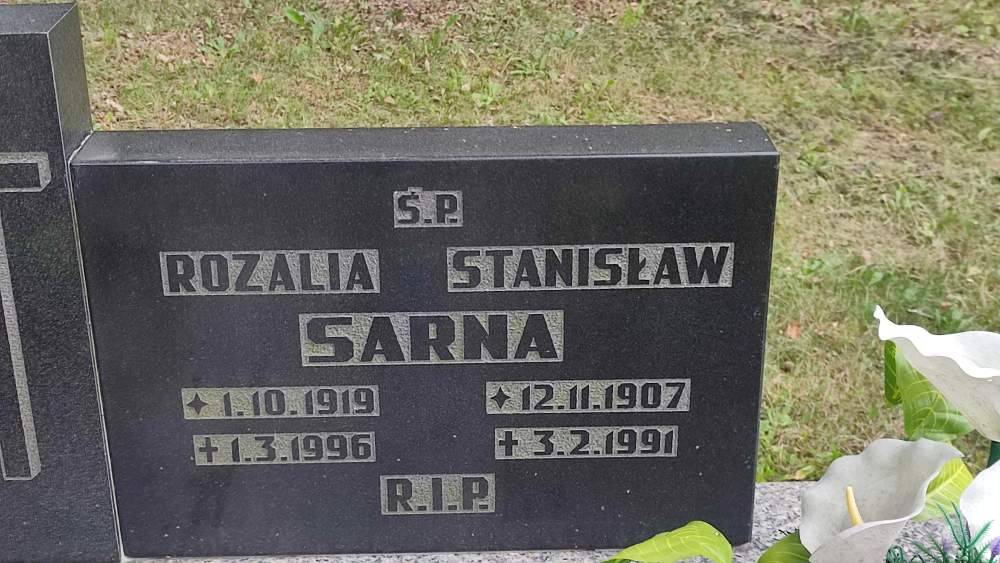 Ś.P.
ROZALIA STANISŁAW
SARNA
✦ 1.10.1919 ✦ 12.11.1907
✝ 1.3.1996 ✝ 3.2.1991
R.I.P.